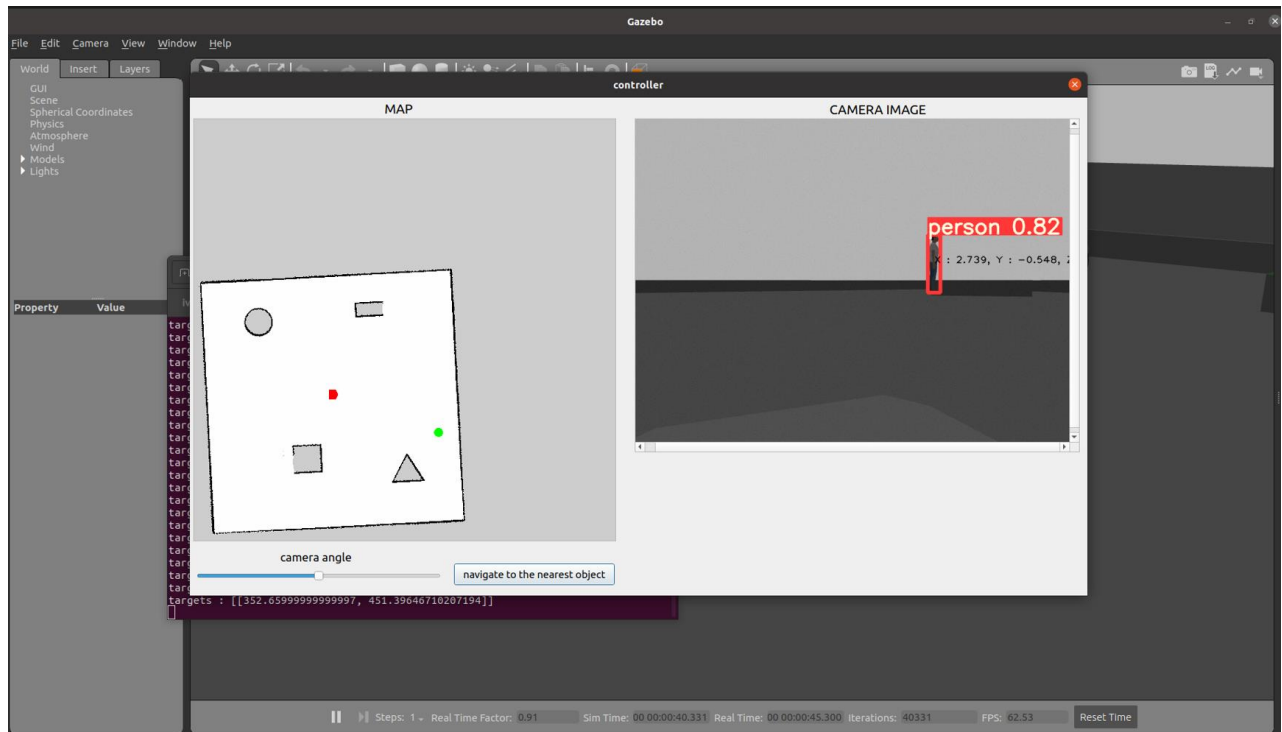 Gazebo
File Edit Camera View Window Help
World Insert Layers
GUI
Scene
Spherical Coordinates
Physics
Atmosphere
Wind
Models
Lights
Property Value
controller
MAP
CAMERA IMAGE
person 0.82
: 2.739, Y : -0.548,
camera angle
navigate to the nearest object
targets : [[352.65999999999997, 451.39646710207194]]
Steps: 1 Real Time Factor: 0.91 Sim Time: 00 00:00:40.331 Real Time: 00 00:00:45.300 Iterations: 40331 FPS: 62.53 Reset Time